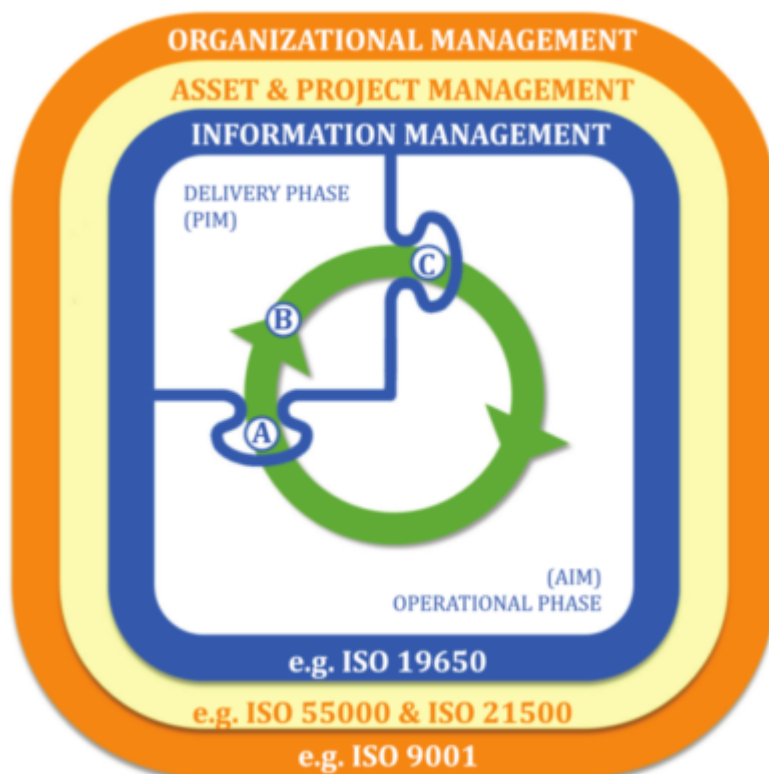 ORGANIZATIONAL MANAGEMENT
ASSET & PROJECT MANAGEMENT
INFORMATION MANAGEMENT
DELIVERY PHASE
(PIM)
C
B
A
(AIM)
OPERATIONAL PHASE
e.g. ISO 19650
e.g. ISO 55000 & ISO 21500
e.g. ISO 9001